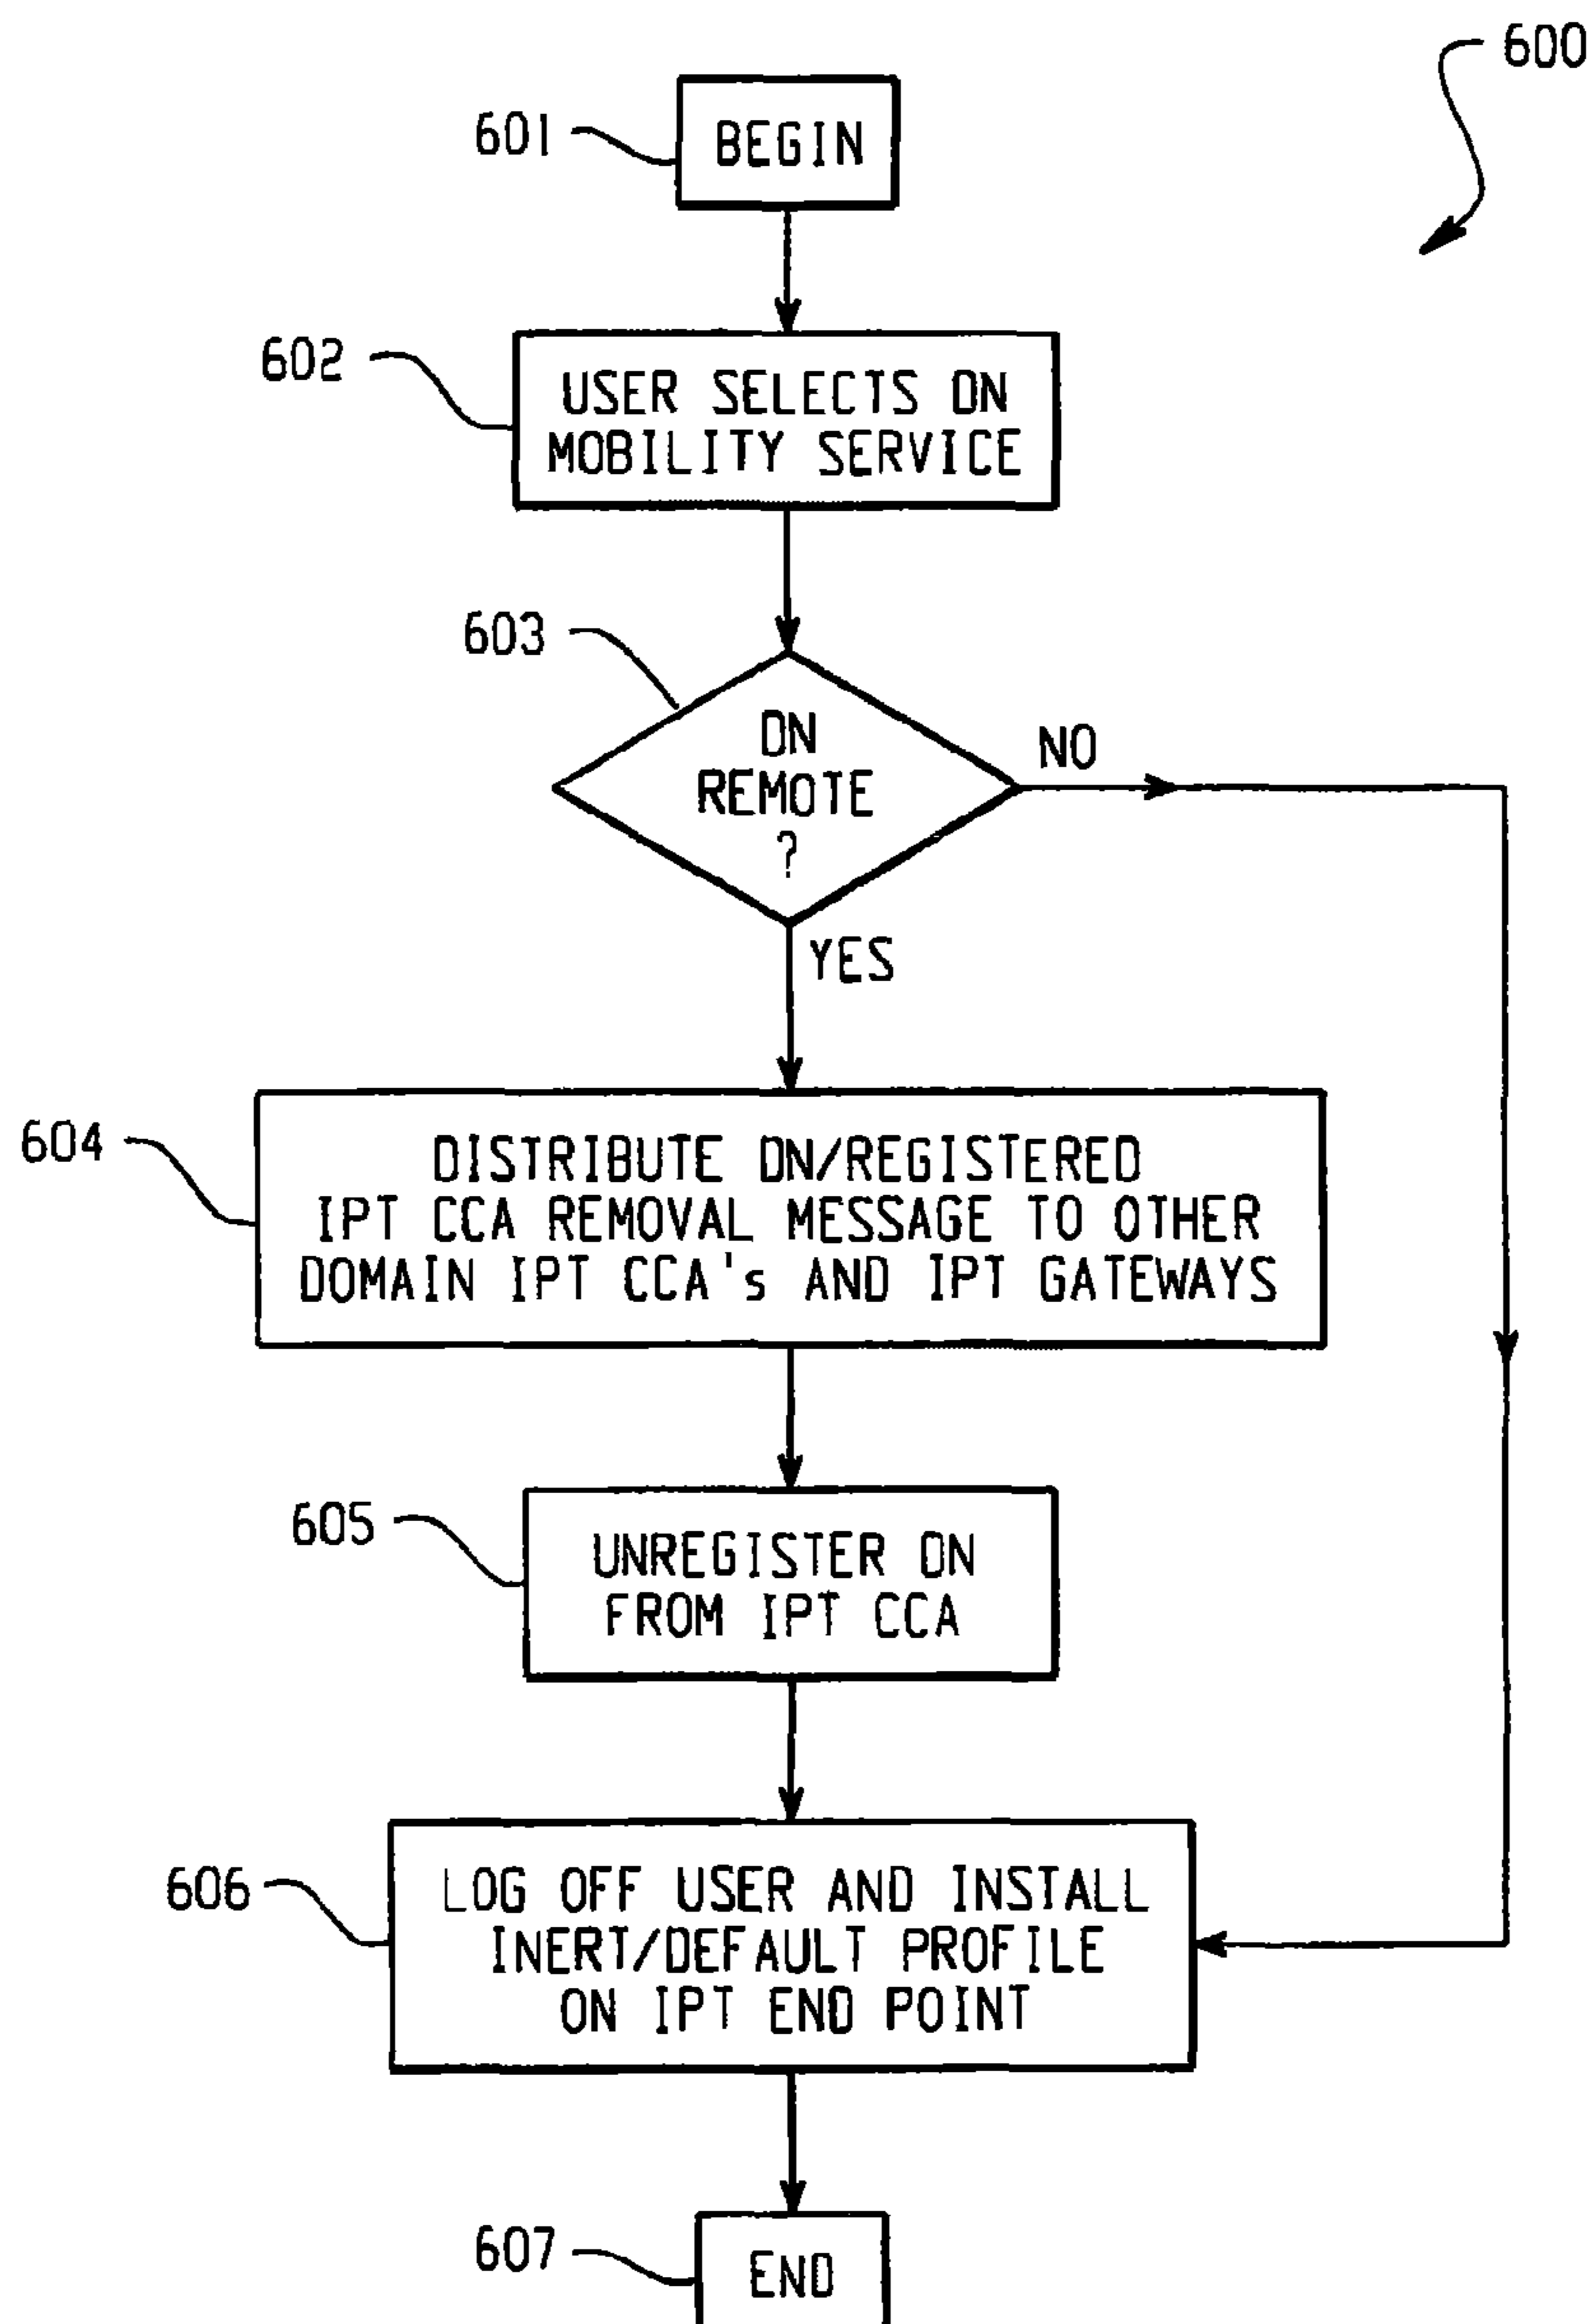 600
601
BEGIN
602
USER SELECTS DN
MOBILITY SERVICE
603
DN
REMOTE
?
NO
YES
604
DISTRIBUTE DN/REGISTERED
IPT CCA REMOVAL MESSAGE TO OTHER
DOMAIN IPT CCA's AND IPT GATEWAYS
605
UNREGISTER DN
FROM IPT CCA
606
LOG OFF USER AND INSTALL
INERT/DEFAULT PROFILE
ON IPT END POINT
607
END